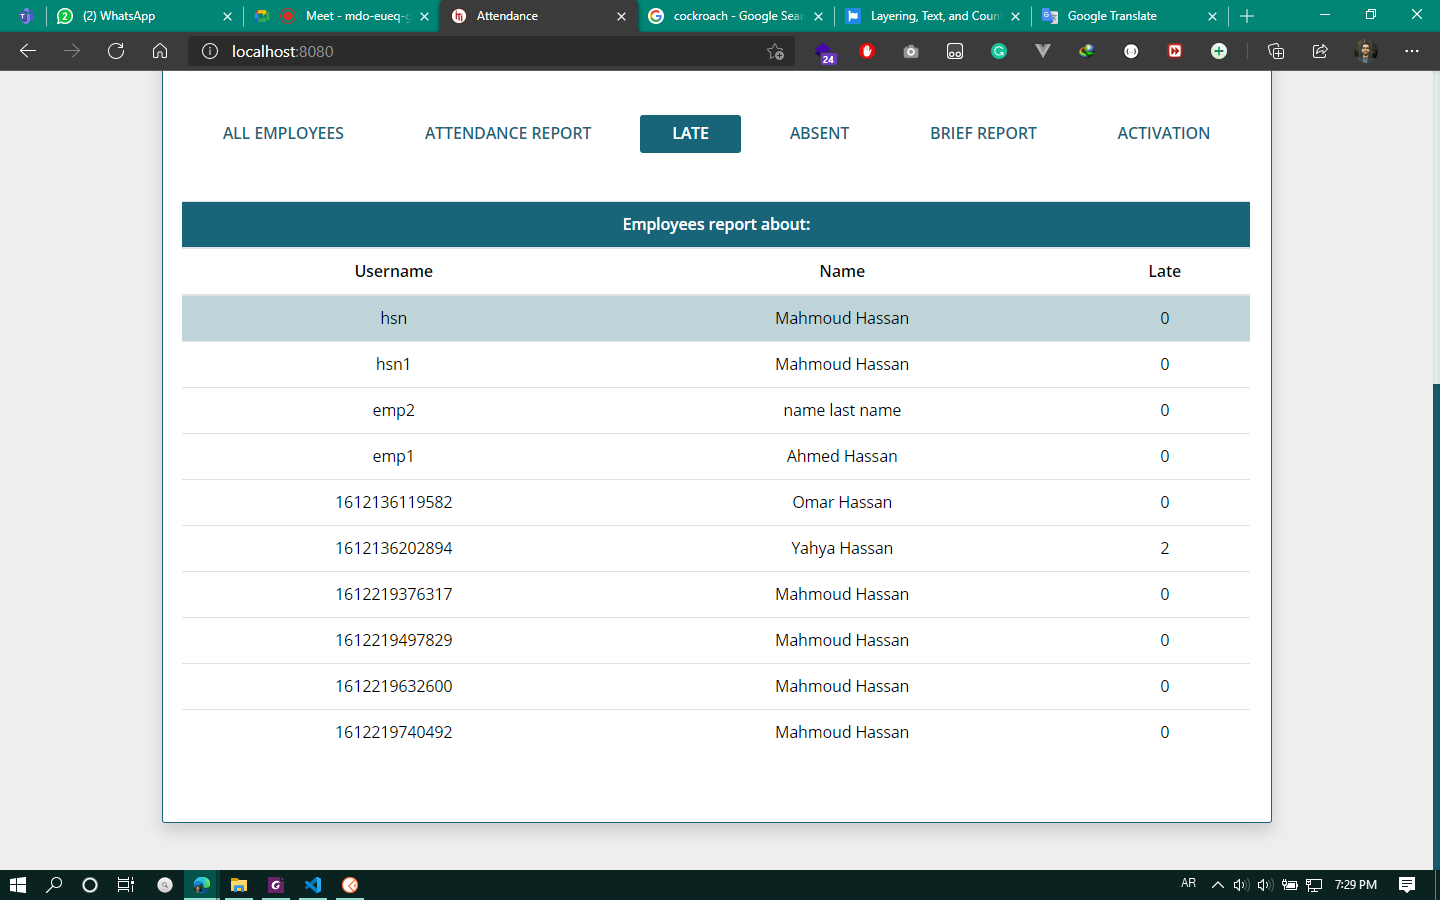 (2) WhatsApp
Meet - mdo-eueq-g
Attendance
cockroach - Google Sear
Layering, Text, and Coun
Google Translate
localhost:8080
24
ALL EMPLOYEES ATTENDANCE REPORT LATE ABSENT BRIEF REPORT ACTIVATION
Employees report about:
Username Name Late
hsn Mahmoud Hassan 0
hsn1 Mahmoud Hassan 0
emp2 name last name 0
emp1 Ahmed Hassan 0
1612136119582 Omar Hassan 0
1612136202894 Yahya Hassan 2
1612219376317 Mahmoud Hassan 0
1612219497829 Mahmoud Hassan 0
1612219632600 Mahmoud Hassan 0
1612219740492 Mahmoud Hassan 0
AR 7:29 PM